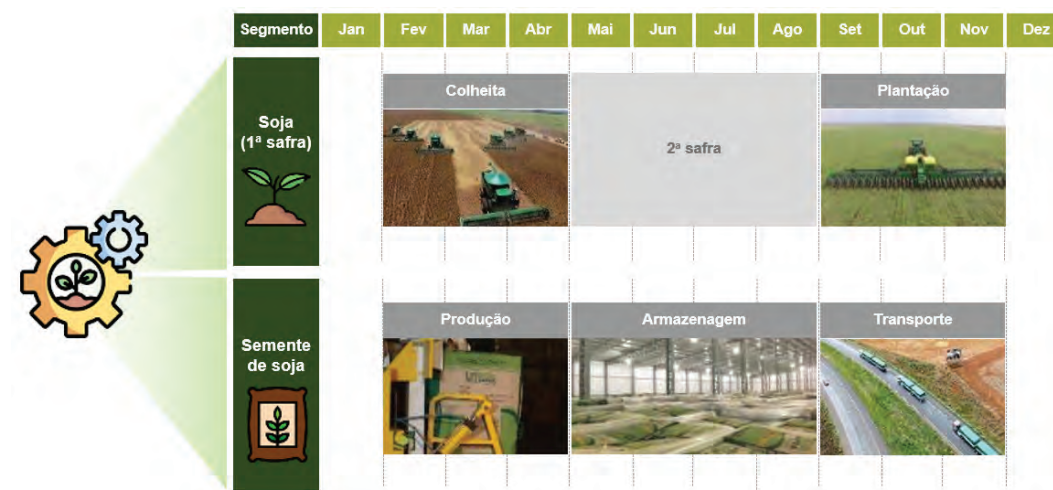 Segmento Jan Fev Mar Abr Mai Jun Jul Ago Set Out Nov Dez
Soja
(1ª safra)
Colheita
2ª safra
Plantação
Semente
de soja
Produção
Armazenagem
Transporte